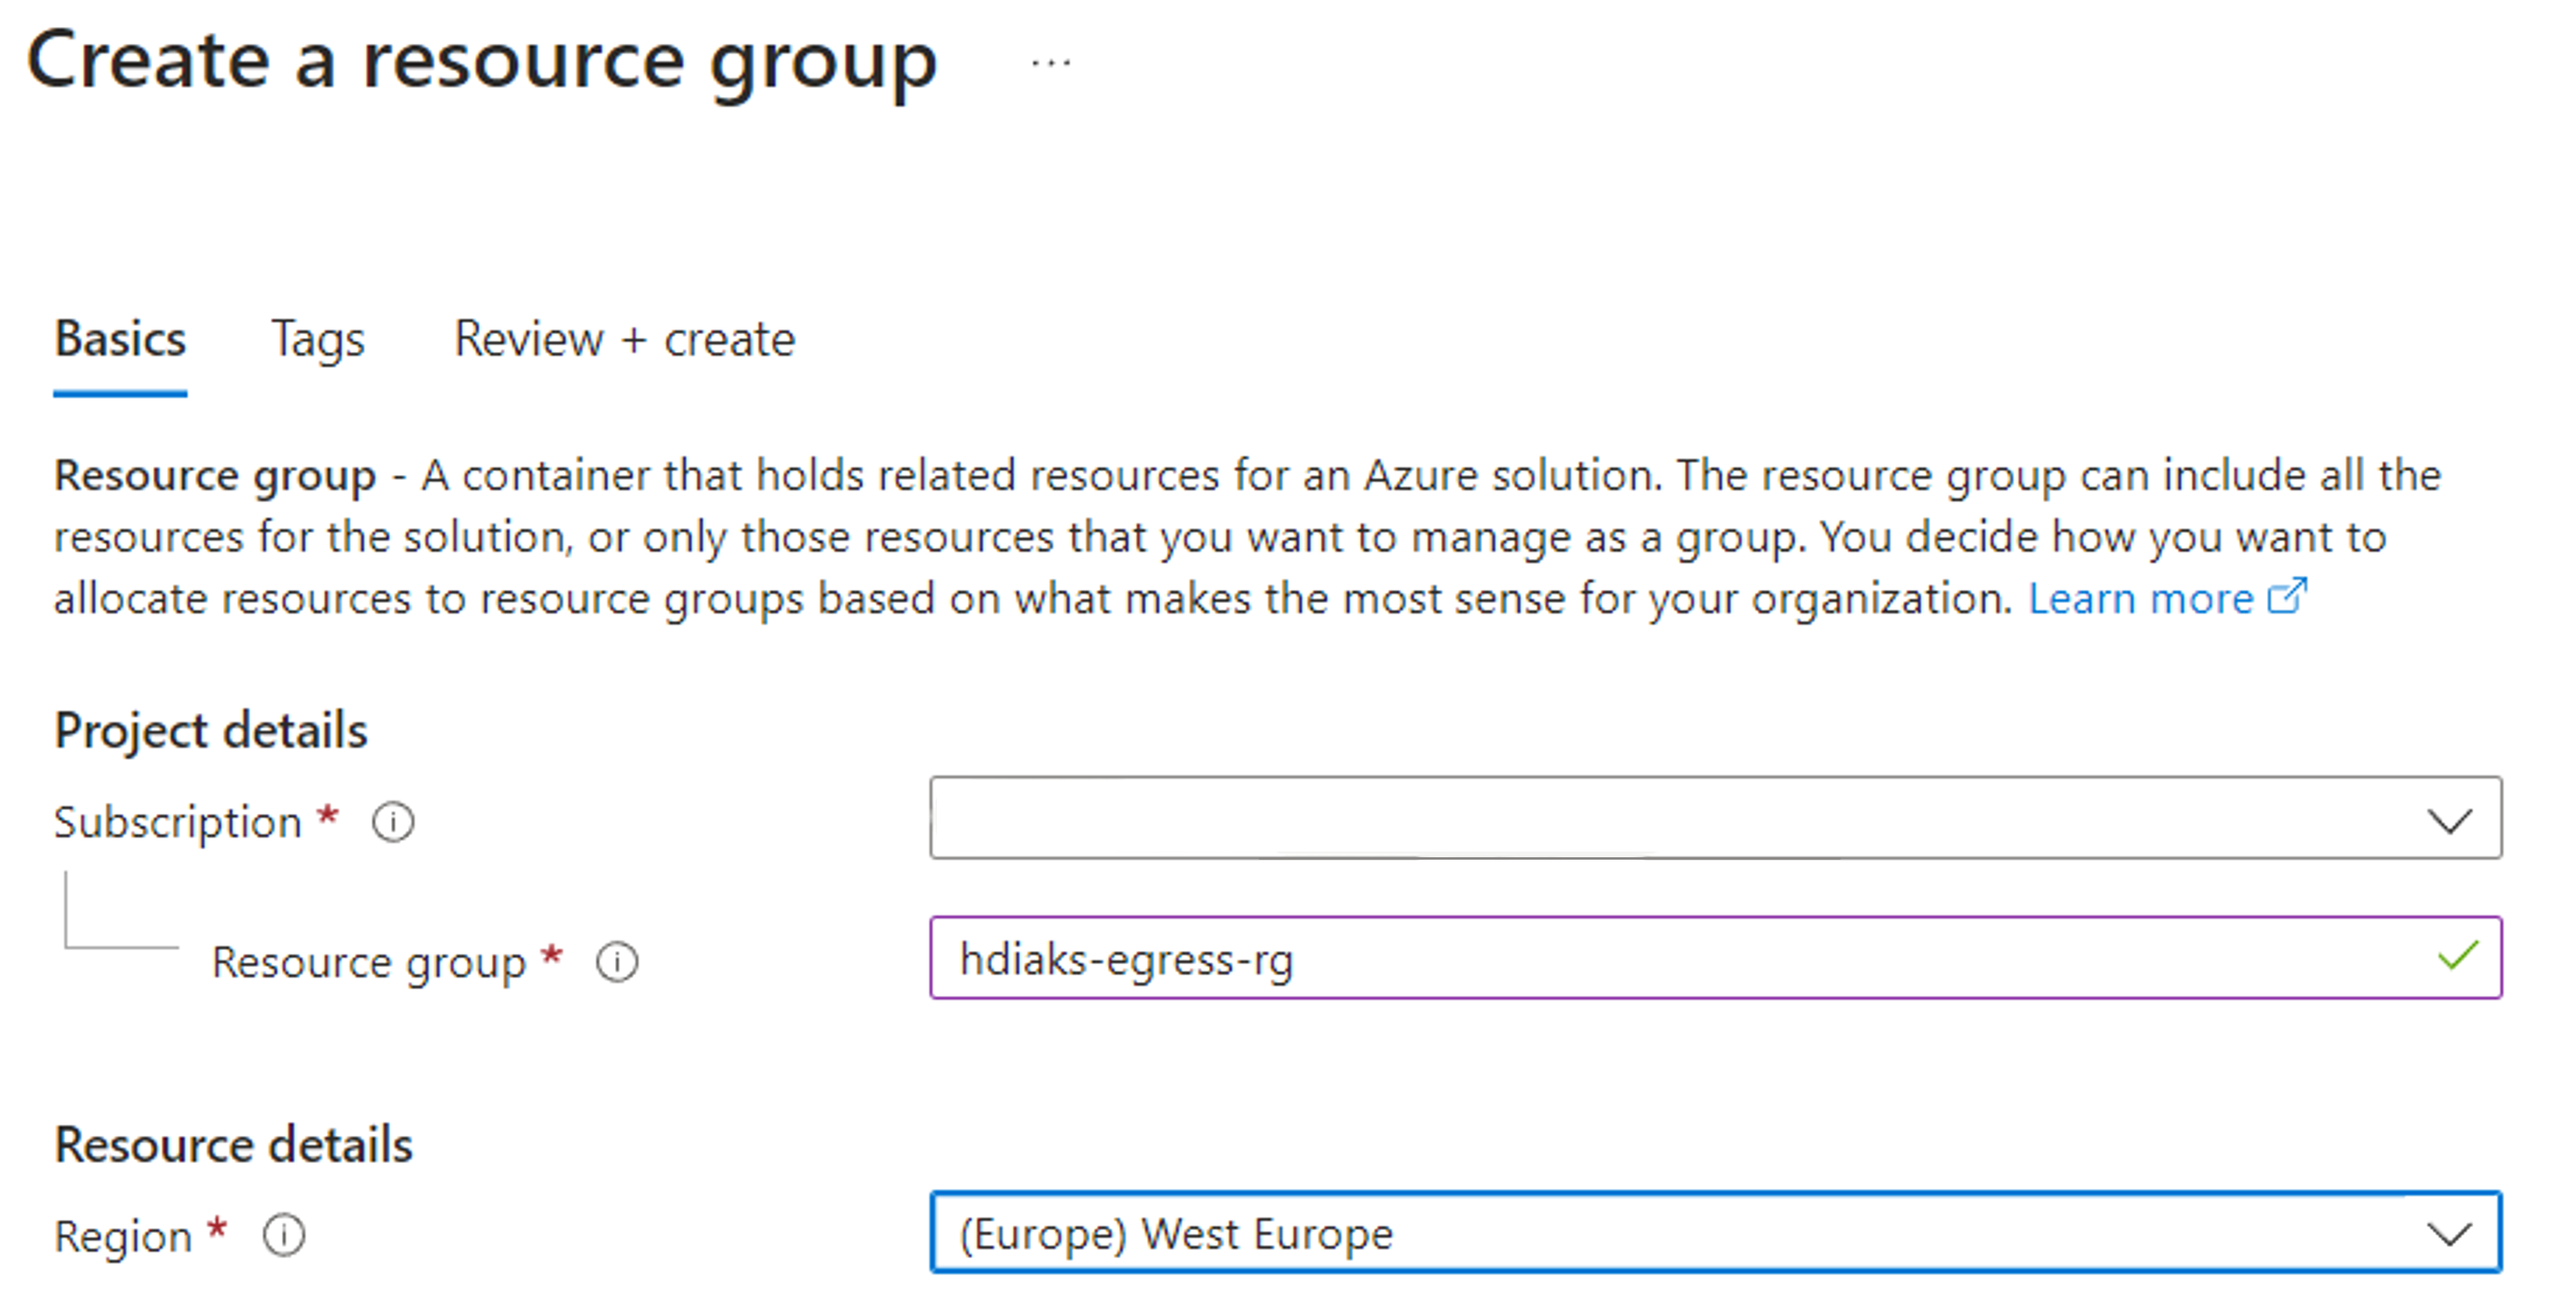 Create a resource group ...
Basics Tags Review + create
Resource group - A container that holds related resources for an Azure solution. The resource group can include all the
resources for the solution, or only those resources that you want to manage as a group. You decide how you want to
allocate resources to resource groups based on what makes the most sense for your organization. Learn more
Project details
Subscription *
Resource group * hdiaks-egress-rg
Resource details
Region * (Europe) West Europe